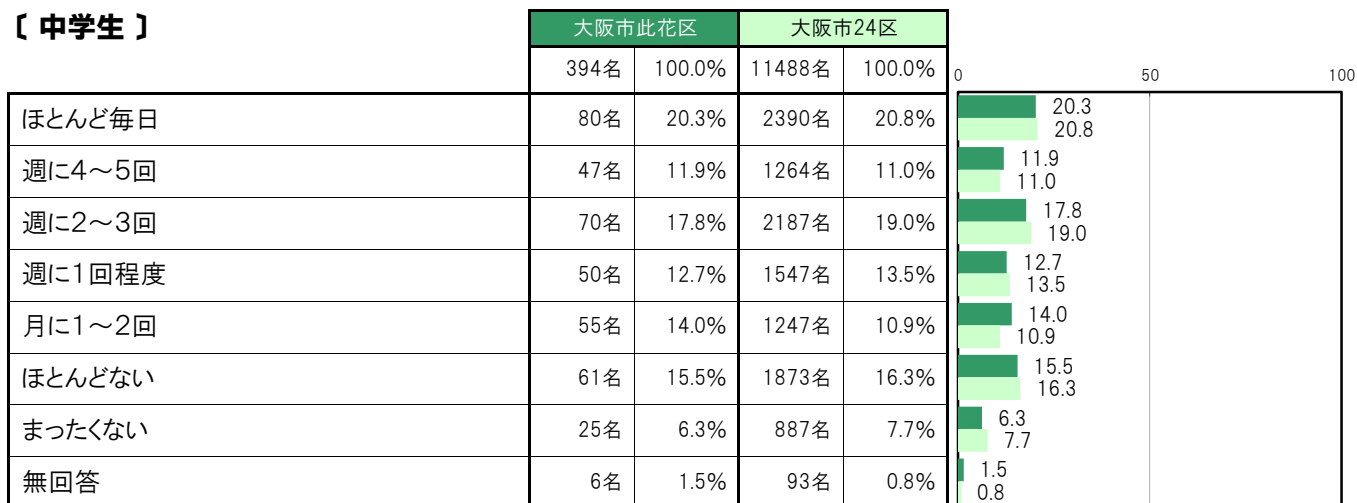 〔 中学生 〕
大阪市此花区 大阪市24区
394名 100.0% 11488名 100.0%
0 50 100
ほとんど毎日 80名 20.3% 2390名 20.8% 20.3
20.8
週に4～5回 47名 11.9% 1264名 11.0% 11.9
11.0
週に2～3回 70名 17.8% 2187名 19.0% 17.8
19.0
週に1回程度 50名 12.7% 1547名 13.5% 12.7
13.5
月に1～2回 55名 14.0% 1247名 10.9% 14.0
10.9
ほとんどない 61名 15.5% 1873名 16.3% 15.5
16.3
まったくない 25名 6.3% 887名 7.7% 6.3
7.7
無回答 6名 1.5% 93名 0.8% 1.5
0.8